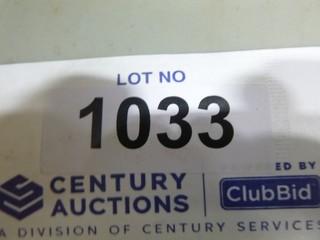 LOT NO
1033
ED BY
CENTURY
AUCTIONS
ClubBid
A DIVISION OF CENTURY SERVICES